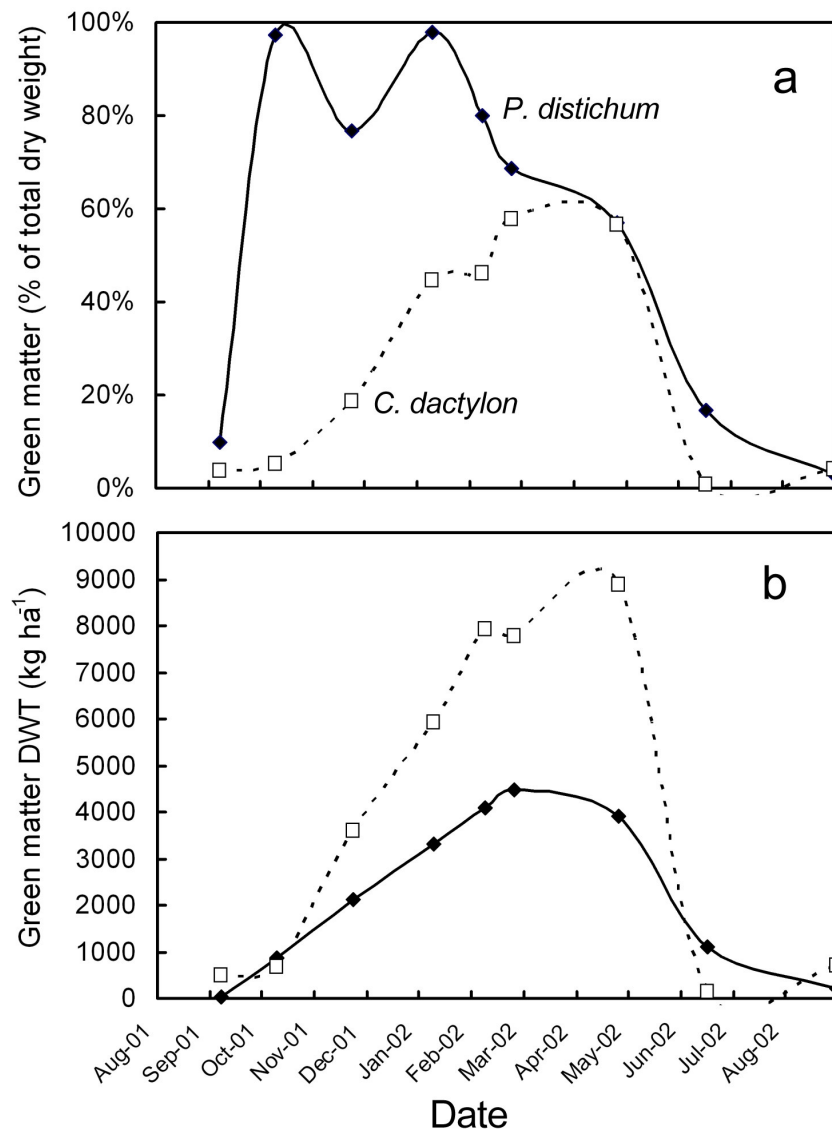 Green matter (% of total dry weight)
100%
80%
60%
40%
20%
0%
a
P. distichum
C. dactylon
Green matter DWT (kg ha⁻¹)
10000
9000
8000
7000
6000
5000
4000
3000
2000
1000
0
b
Aug-01
Sep-01
Oct-01
Nov-01
Dec-01
Jan-02
Feb-02
Mar-02
Apr-02
May-02
Jun-02
Jul-02
Aug-02
Date